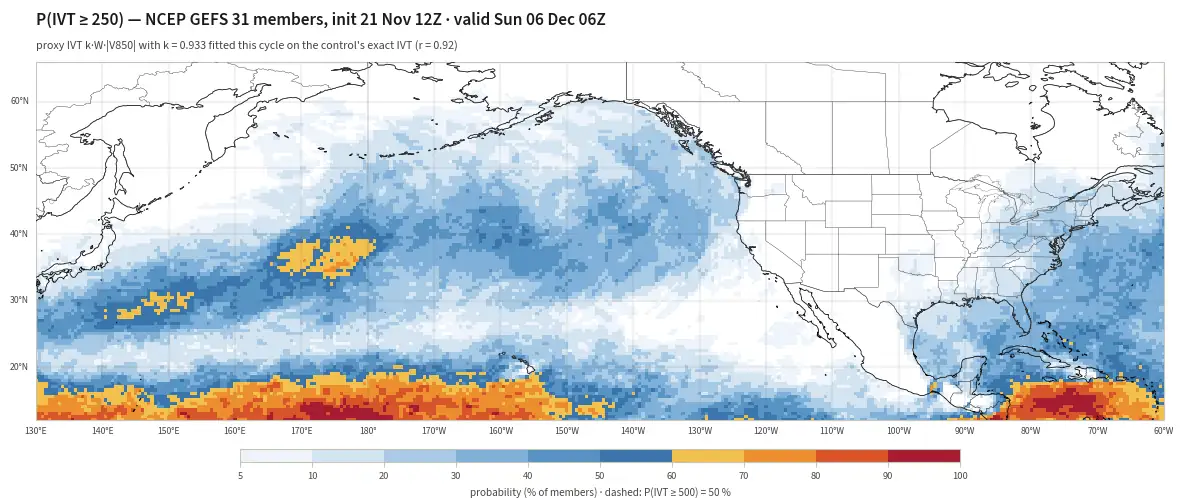 P(IVT ≥ 250) — NCEP GEFS 31 members, init 21 Nov 12Z · valid Sun 06 Dec 06Z
proxy IVT k·W·|V850| with k = 0.933 fitted this cycle on the control's exact IVT (r = 0.92)
60°N
50°N
40°N
30°N
20°N
130°E 140°E 150°E 160°E 170°E 180° 170°W 160°W 150°W 140°W 130°W 120°W 110°W 100°W 90°W 80°W 70°W 60°W
5 10 20 30 40 50 60 70 80 90 100
probability (% of members) · dashed: P(IVT ≥ 500) = 50 %